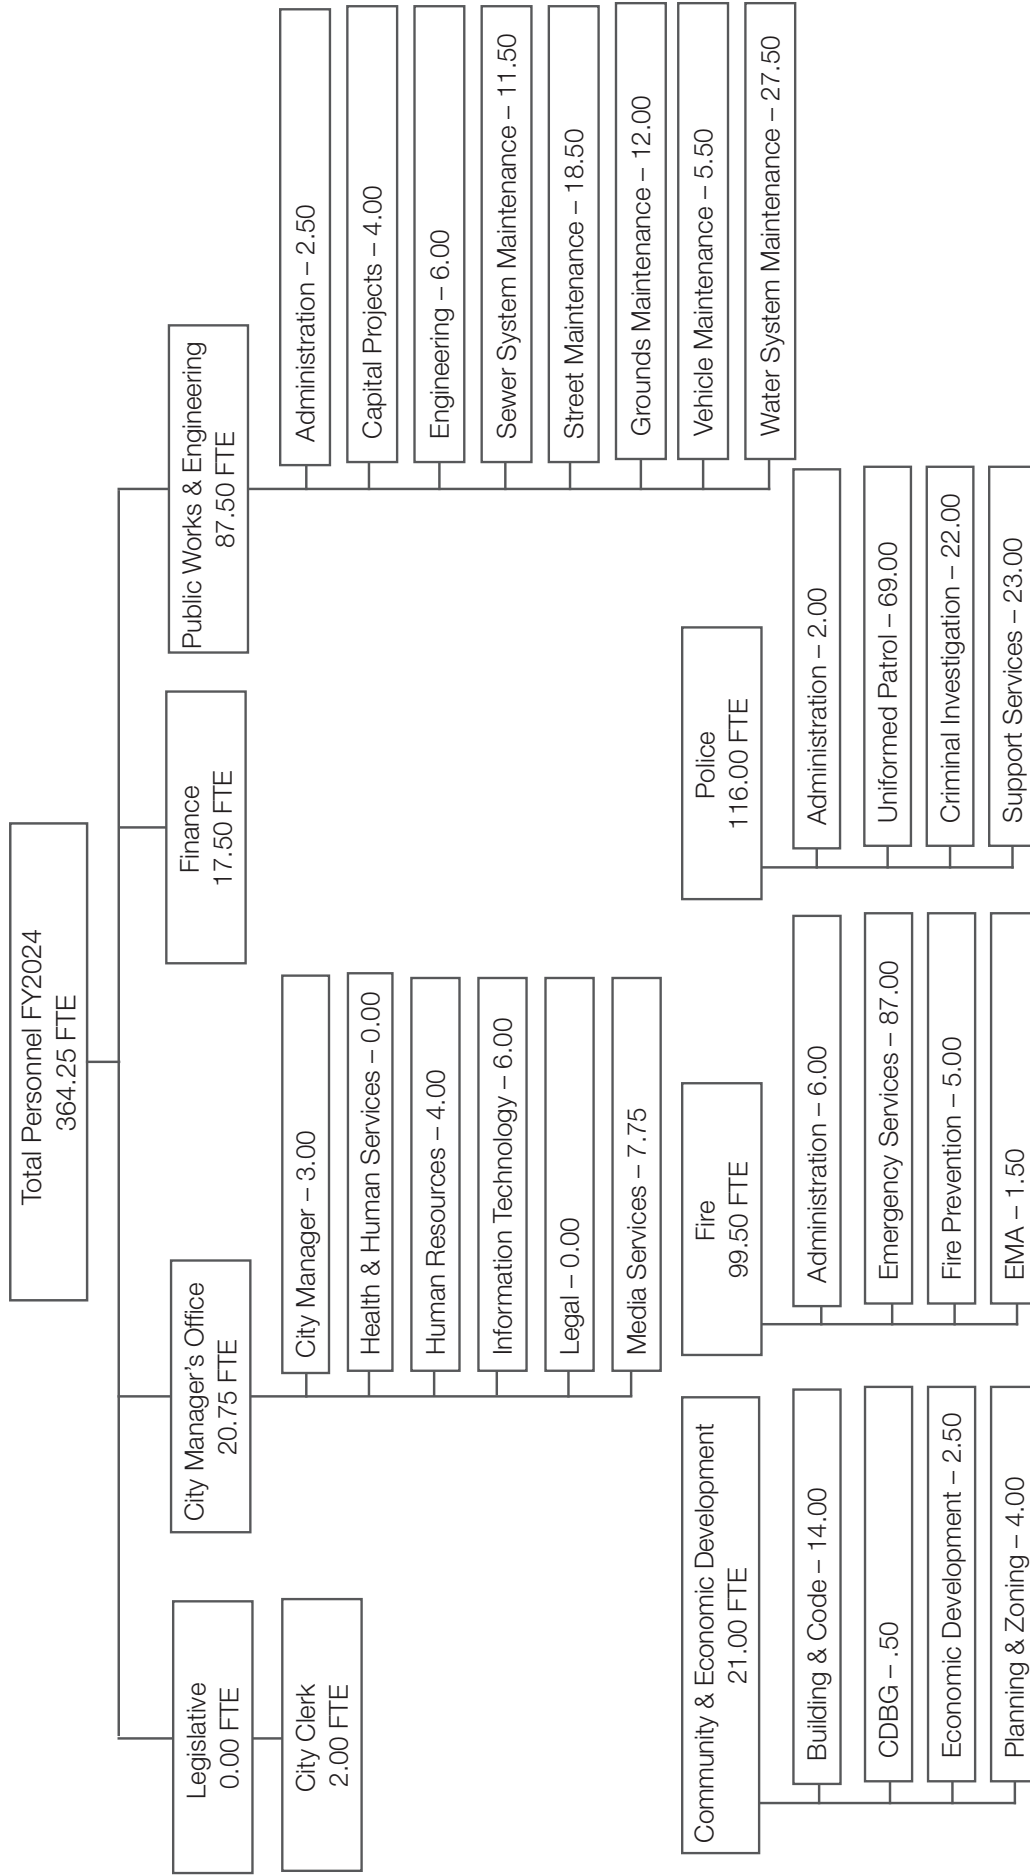 Total Personnel FY2024
364.25 FTE
Legislative
0.00 FTE
City Clerk
2.00 FTE
City Manager's Office
20.75 FTE
City Manager – 3.00
Health & Human Services – 0.00
Human Resources – 4.00
Information Technology – 6.00
Legal – 0.00
Media Services – 7.75
Finance
17.50 FTE
Public Works & Engineering
87.50 FTE
Administration – 2.50
Capital Projects – 4.00
Engineering – 6.00
Sewer System Maintenance – 11.50
Street Maintenance – 18.50
Grounds Maintenance – 12.00
Vehicle Maintenance – 5.50
Water System Maintenance – 27.50
Community & Economic Development
21.00 FTE
Building & Code – 14.00
CDBG – .50
Economic Development – 2.50
Planning & Zoning – 4.00
Fire
99.50 FTE
Administration – 6.00
Emergency Services – 87.00
Fire Prevention – 5.00
EMA – 1.50
Police
116.00 FTE
Administration – 2.00
Uniformed Patrol – 69.00
Criminal Investigation – 22.00
Support Services – 23.00